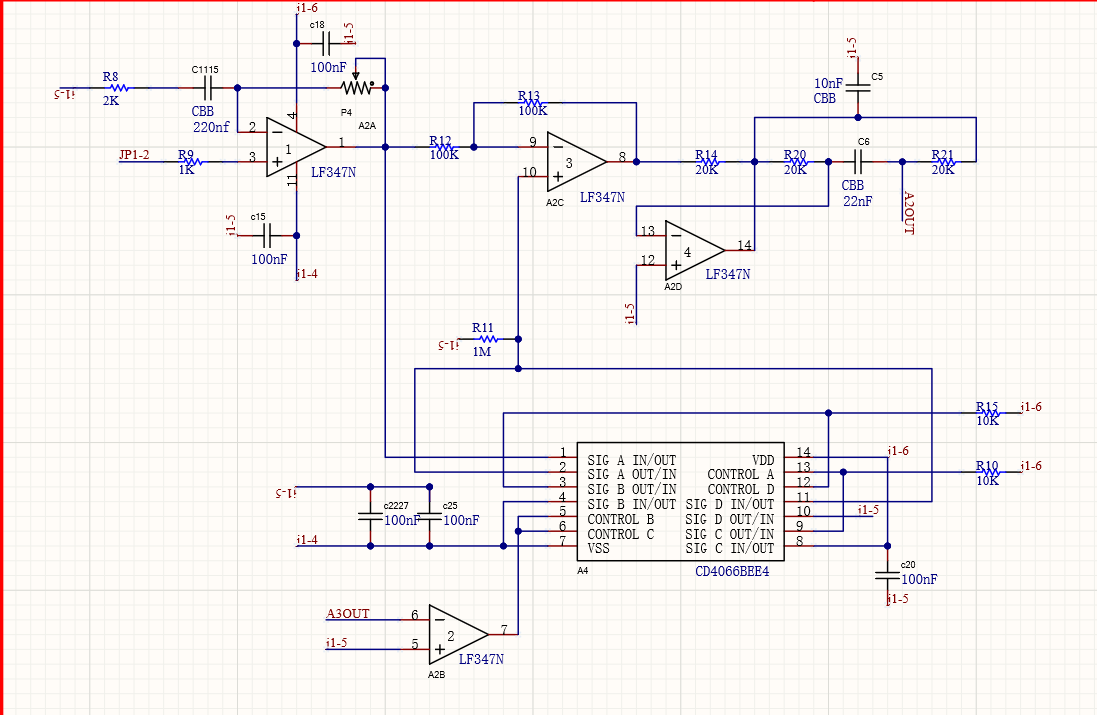 i1-6
c18
i1-5
100nF
R8
2K
i1-5
C1115
CBB
220nf
P4
A2A
4
2
3
1
1
11
LF347N
JP1-2
R9
1K
c15
i1-5
100nF
i1-4
R12
100K
R13
100K
9
10
3
8
A2C
LF347N
R14
20K
R20
20K
i1-5
10nF
CBB
C5
C6
CBB
22nF
R21
20K
A2OUT
13
12
4
14
LF347N
A2D
i1-5
R11
i1-5
1M
R15
10K
i1-6
R10
10K
i1-6
1 SIG A IN/OUT VDD 14
2 SIG A OUT/IN CONTROL A 13
3 SIG B OUT/IN CONTROL D 12
4 SIG B IN/OUT SIG D IN/OUT 11
5 CONTROL B SIG D OUT/IN 10
6 CONTROL C SIG C OUT/IN 9
7 VSS SIG C IN/OUT 8
i1-6
i1-5
A4
CD4066BEE4
c20
100nF
i1-5
i1-5
c2227
100nF
c25
100nF
i1-4
A3OUT
i1-5
6
5
2
7
LF347N
A2B